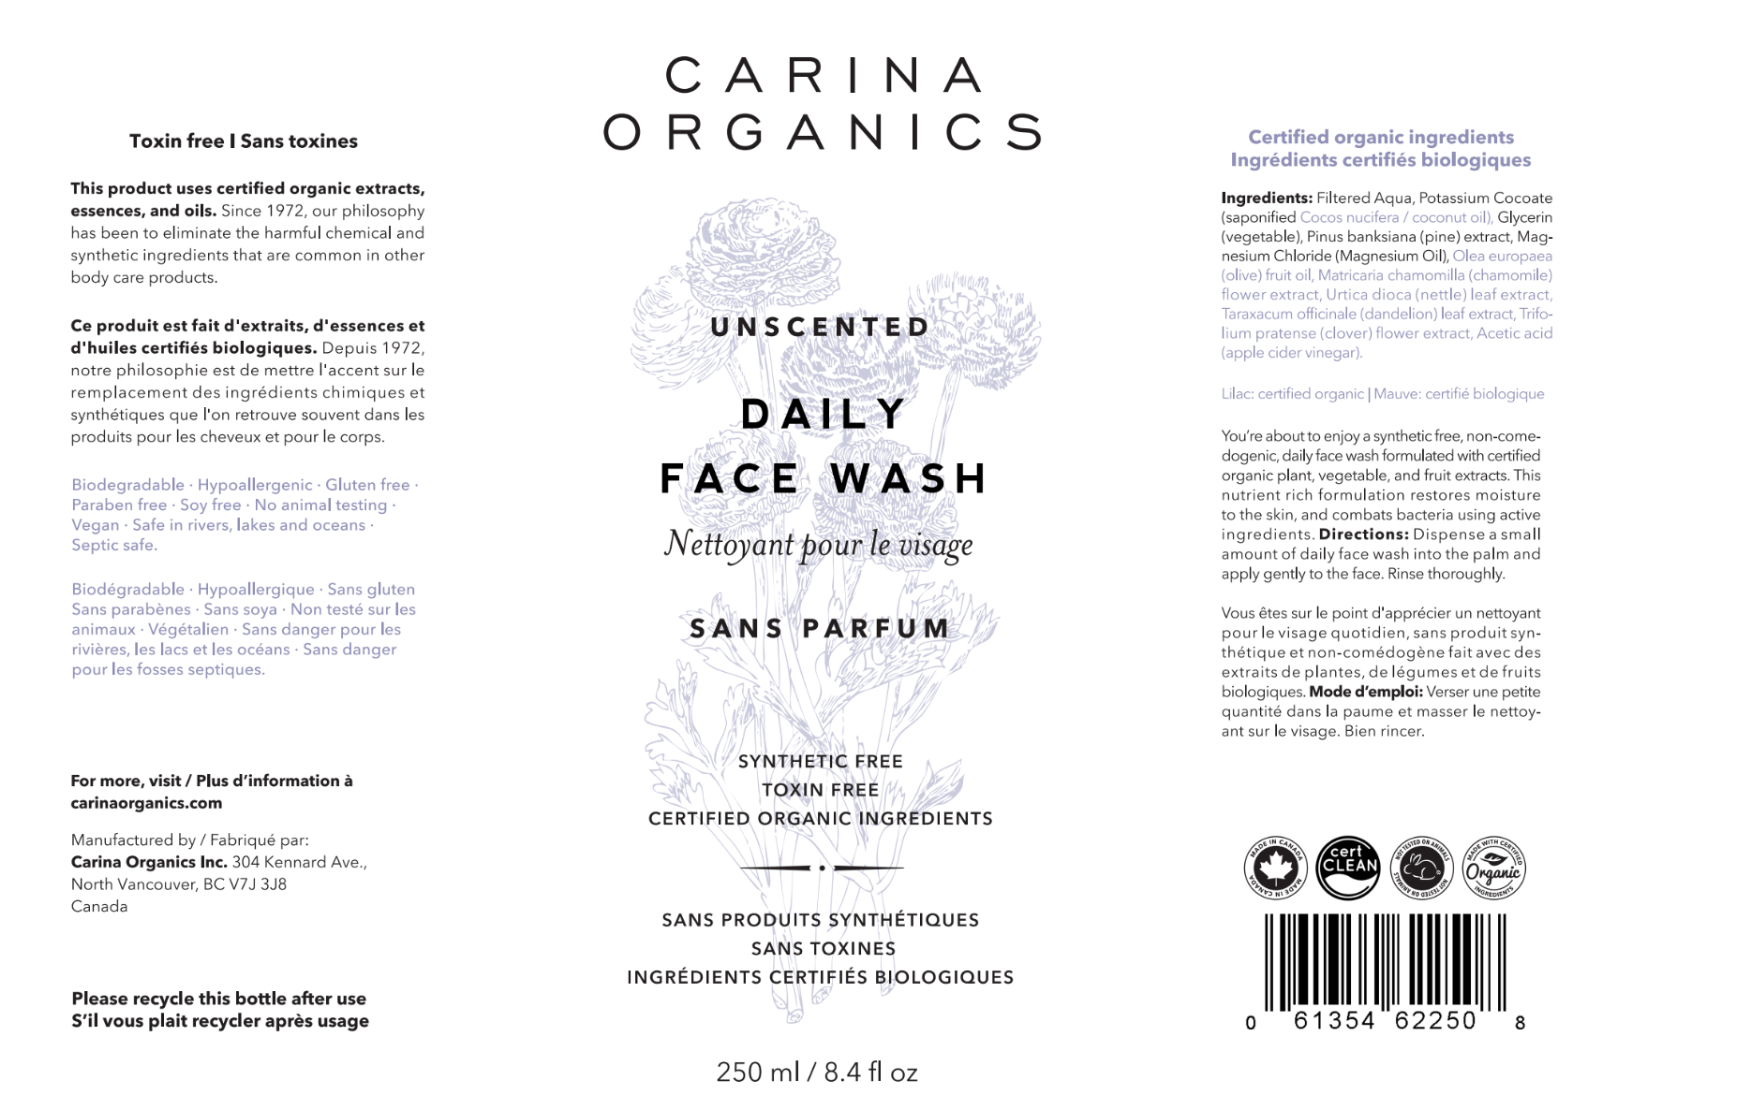 Toxin free I Sans toxines
This product uses certified organic extracts,
essences, and oils. Since 1972, our philosophy
has been to eliminate the harmful chemical and
synthetic ingredients that are common in other
body care products.
Ce produit est fait d'extraits, d'essences et
d'huiles certifiés biologiques. Depuis 1972,
notre philosophie est de mettre l'accent sur le
remplacement des ingrédients chimiques et
synthétiques que l'on retrouve souvent dans les
produits pour les cheveux et pour le corps.
Biodegradable · Hypoallergenic · Gluten free ·
Paraben free · Soy free · No animal testing ·
Vegan · Safe in rivers, lakes and oceans ·
Septic safe.
Biodégradable · Hypoallergique · Sans gluten
Sans parabènes · Sans soya · Non testé sur les
animaux · Végétalien · Sans danger pour les
rivières, les lacs et les océans · Sans danger
pour les fosses septiques.
For more, visit / Plus d’information à
carinaorganics.com
Manufactured by / Fabriqué par:
Carina Organics Inc. 304 Kennard Ave.,
North Vancouver, BC V7J 3J8
Canada
Please recycle this bottle after use
S’il vous plait recycler après usage
CARINA
ORGANICS
UNSCENTED
DAILY
FACE WASH
Nettoyant pour le visage
SANS PARFUM
SYNTHETIC FREE
TOXIN FREE
CERTIFIED ORGANIC INGREDIENTS
SANS PRODUITS SYNTHÉTIQUES
SANS TOXINES
INGRÉDIENTS CERTIFIÉS BIOLOGIQUES
250 ml / 8.4 fl oz
Certified organic ingredients
Ingrédients certifiés biologiques
Ingredients: Filtered Aqua, Potassium Cocoate
(saponified Cocos nucifera / coconut oil), Glycerin
(vegetable), Pinus banksiana (pine) extract, Mag-
nesium Chloride (Magnesium Oil), Olea europaea
(olive) fruit oil, Matricaria chamomilla (chamomile)
flower extract, Urtica dioca (nettle) leaf extract,
Taraxacum officinale (dandelion) leaf extract, Trifo-
lium pratense (clover) flower extract, Acetic acid
(apple cider vinegar).
Lilac: certified organic | Mauve: certifié biologique
You’re about to enjoy a synthetic free, non-come-
dogenic, daily face wash formulated with certified
organic plant, vegetable, and fruit extracts. This
nutrient rich formulation restores moisture
to the skin, and combats bacteria using active
ingredients. Directions: Dispense a small
amount of daily face wash into the palm and
apply gently to the face. Rinse thoroughly.
Vous êtes sur le point d'apprécier un nettoyant
pour le visage quotidien, sans produit syn-
thétique et non-comédogène fait avec des
extraits de plantes, de légumes et de fruits
biologiques. Mode d’emploi: Verser une petite
quantité dans la paume et masser le nettoy-
ant sur le visage. Bien rincer.
MADE IN CANADA
MADE IN CANADA
cert
CLEAN
NOT TESTED ON ANIMALS
NOT TESTED ON ANIMALS
MADE WITH CERTIFIED
Organic
INGREDIENTS
0 61354 62250 8